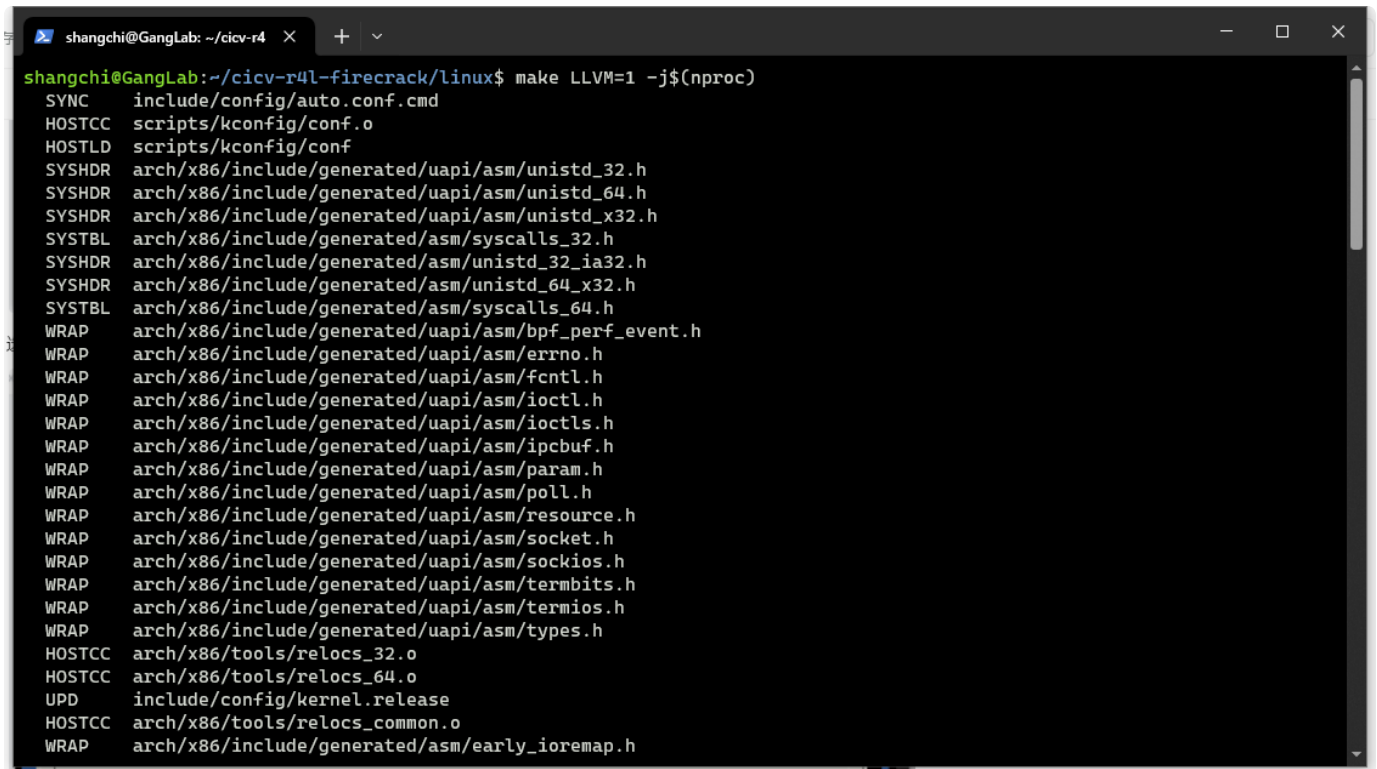 shangchi@GangLab: ~/cicv-r4
shangchi@GangLab:~/cicv-r4l-firecrack/linux$ make LLVM=1 -j$(nproc)
SYNC    include/config/auto.conf.cmd
HOSTCC  scripts/kconfig/conf.o
HOSTLD  scripts/kconfig/conf
SYSHDR  arch/x86/include/generated/uapi/asm/unistd_32.h
SYSHDR  arch/x86/include/generated/uapi/asm/unistd_64.h
SYSHDR  arch/x86/include/generated/uapi/asm/unistd_x32.h
SYSTBL  arch/x86/include/generated/asm/syscalls_32.h
SYSHDR  arch/x86/include/generated/asm/unistd_32_ia32.h
SYSHDR  arch/x86/include/generated/asm/unistd_64_x32.h
SYSTBL  arch/x86/include/generated/asm/syscalls_64.h
WRAP    arch/x86/include/generated/uapi/asm/bpf_perf_event.h
WRAP    arch/x86/include/generated/uapi/asm/errno.h
WRAP    arch/x86/include/generated/uapi/asm/fcntl.h
WRAP    arch/x86/include/generated/uapi/asm/ioctl.h
WRAP    arch/x86/include/generated/uapi/asm/ioctls.h
WRAP    arch/x86/include/generated/uapi/asm/ipcbuf.h
WRAP    arch/x86/include/generated/uapi/asm/param.h
WRAP    arch/x86/include/generated/uapi/asm/poll.h
WRAP    arch/x86/include/generated/uapi/asm/resource.h
WRAP    arch/x86/include/generated/uapi/asm/socket.h
WRAP    arch/x86/include/generated/uapi/asm/sockios.h
WRAP    arch/x86/include/generated/uapi/asm/termbits.h
WRAP    arch/x86/include/generated/uapi/asm/termios.h
WRAP    arch/x86/include/generated/uapi/asm/types.h
HOSTCC  arch/x86/tools/relocs_32.o
HOSTCC  arch/x86/tools/relocs_64.o
UPD     include/config/kernel.release
HOSTCC  arch/x86/tools/relocs_common.o
WRAP    arch/x86/include/generated/asm/early_ioremap.h